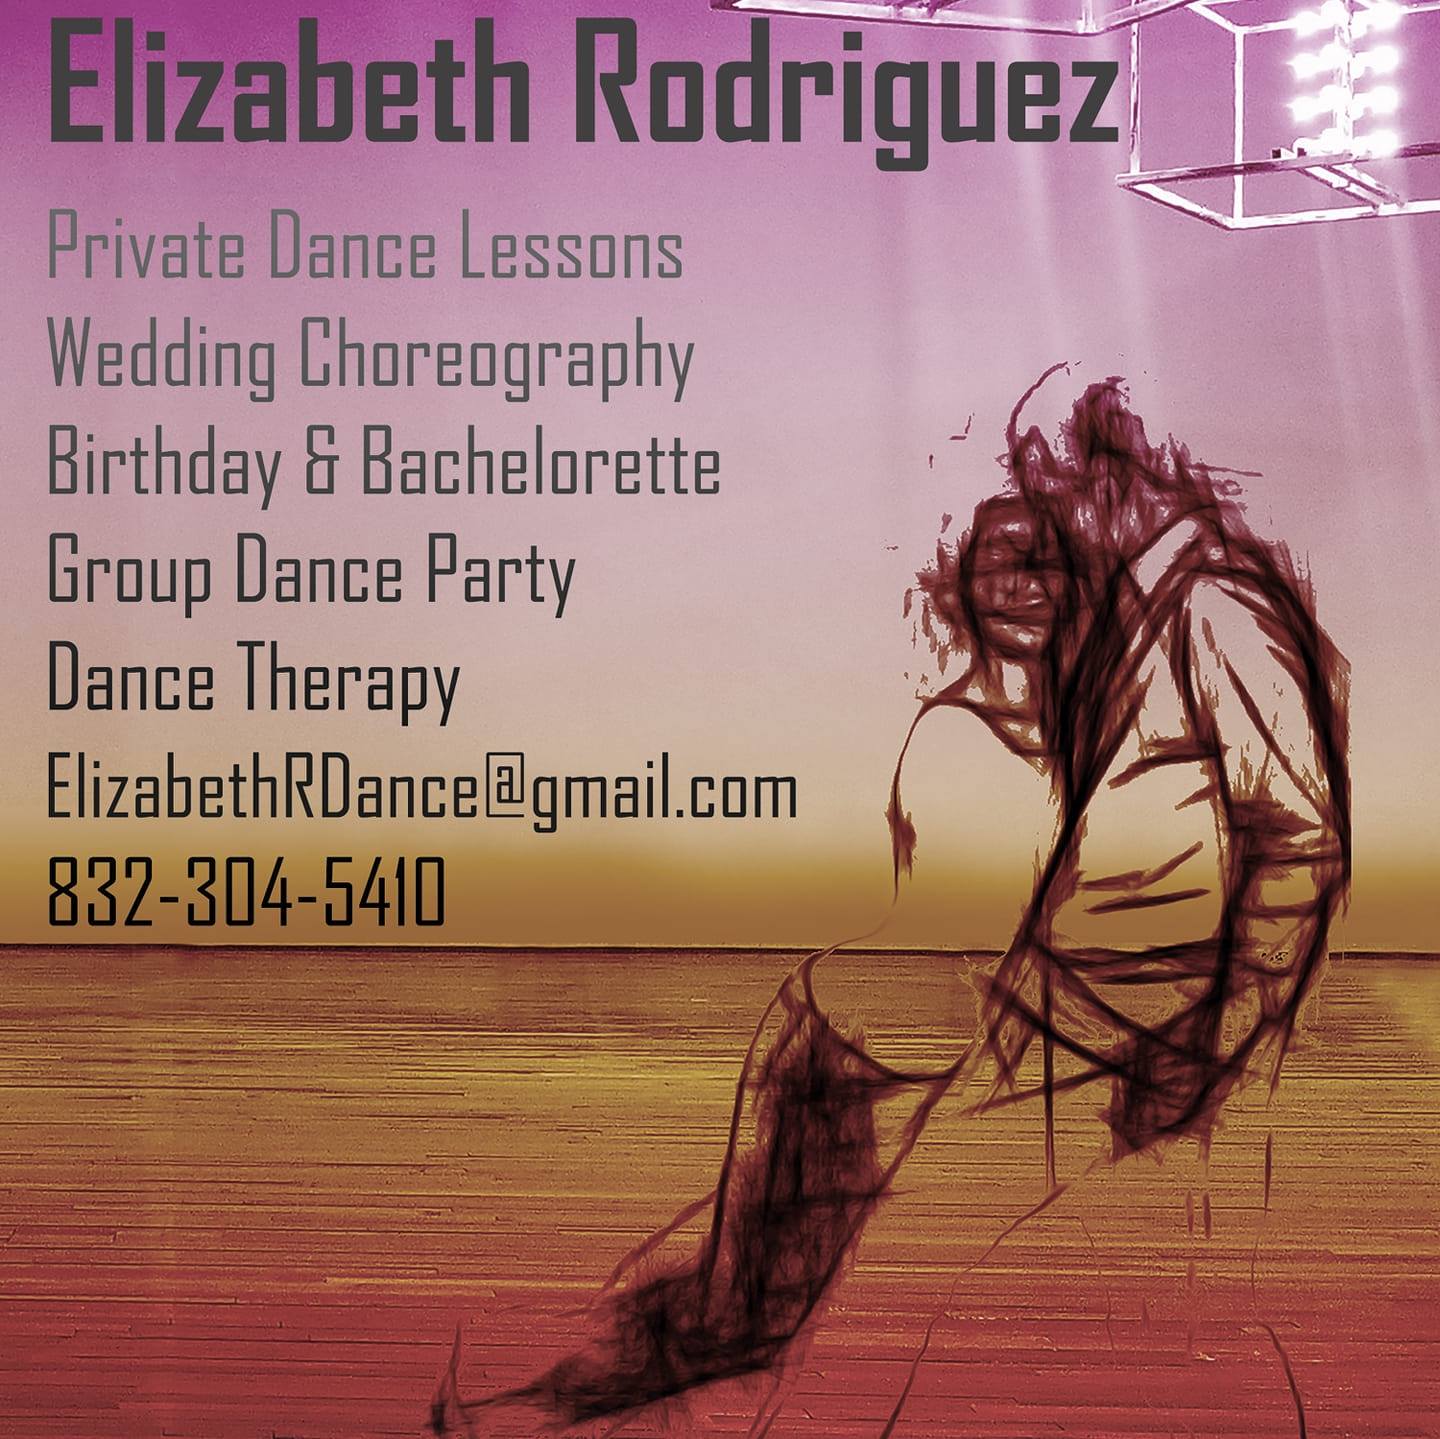 Elizabeth Rodriguez
Private Dance Lessons
Wedding Choreography
Birthday & Bachelorette
Group Dance Party
Dance Therapy
ElizabethRDance@gmail.com
832-304-5410